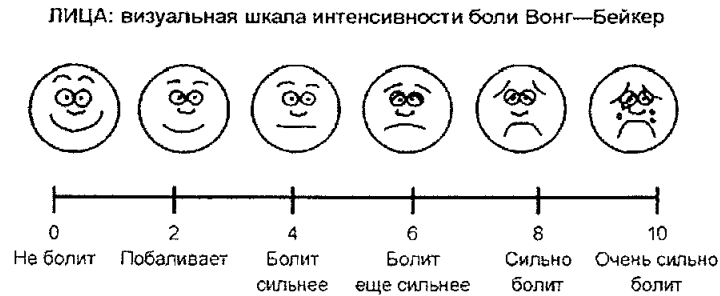 ЛИЦА: визуальная шкала интенсивности боли Вонг—Бейкер
0 2 4 6 8 10
Не болит Побаливает Болит Болит Сильно Очень сильно
сильнее еще сильнее болит болит